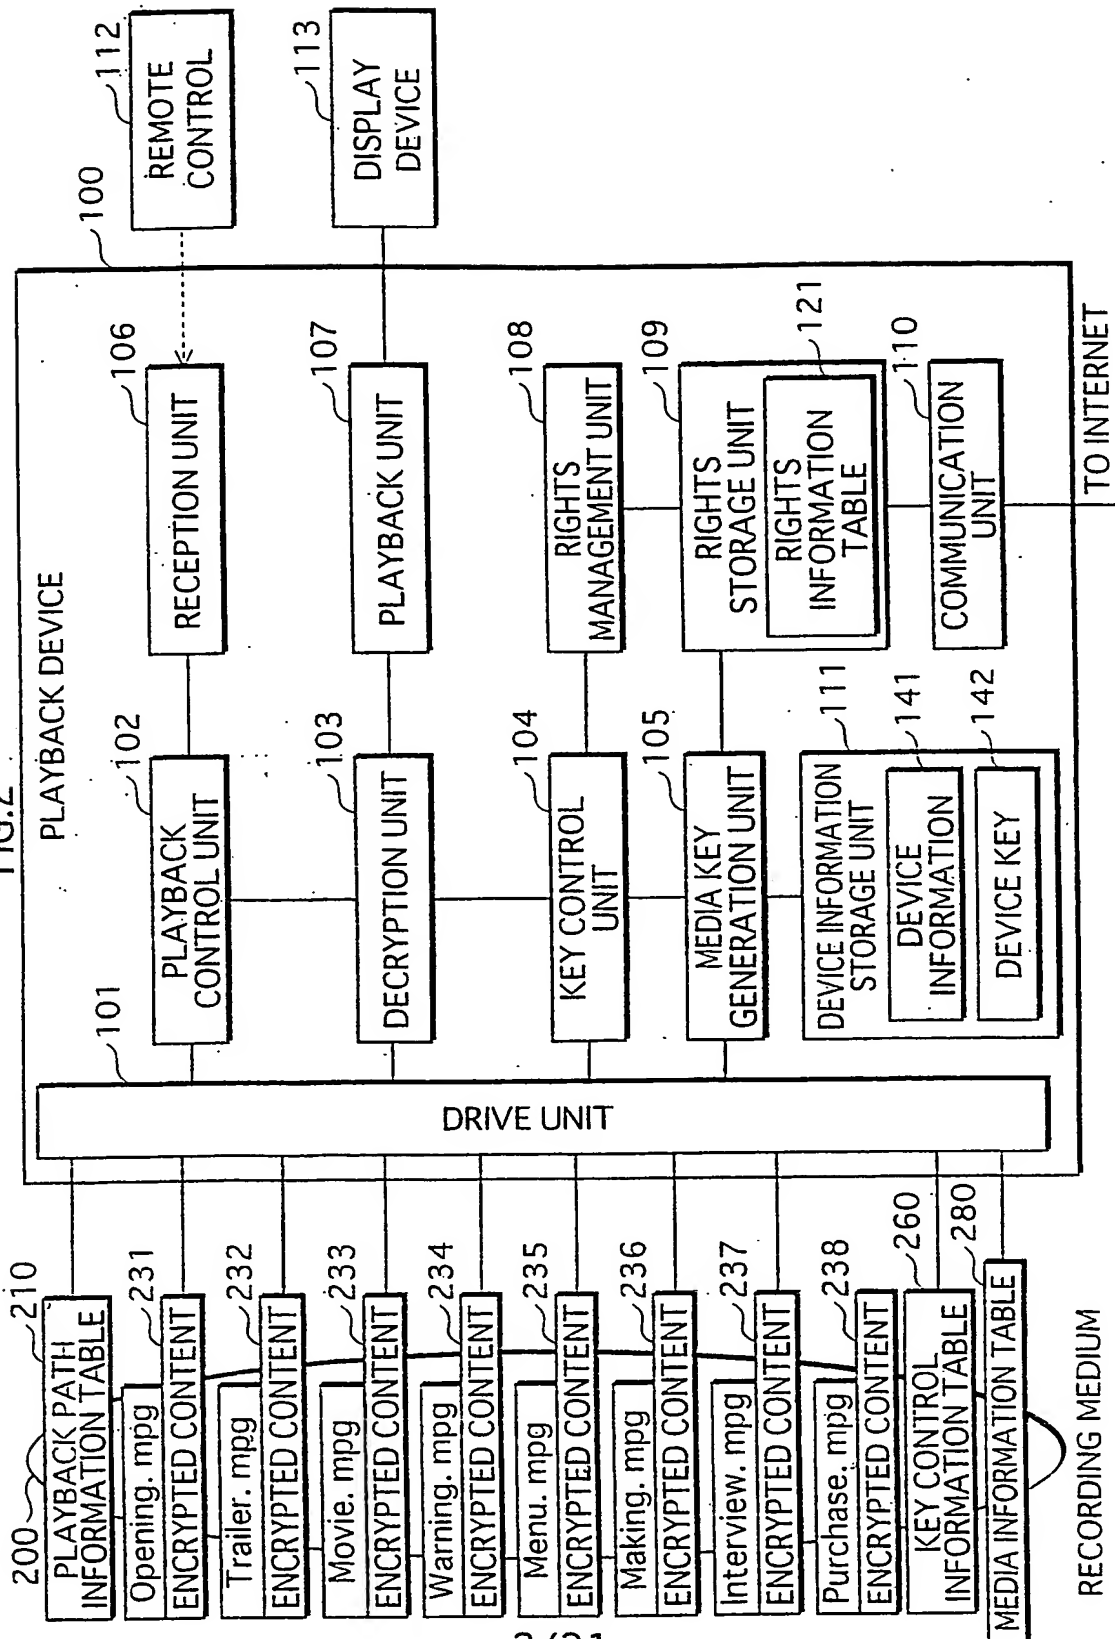 FIG.2
PLAYBACK DEVICE
100
REMOTE
CONTROL
112
DISPLAY
DEVICE
113
RECEPTION UNIT
106
PLAYBACK UNIT
107
RIGHTS
MANAGEMENT UNIT
108
RIGHTS
STORAGE UNIT
109
RIGHTS
INFORMATION
TABLE
121
COMMUNICATION
UNIT
110
TO INTERNET
PLAYBACK
CONTROL UNIT
102
DECRYPTION UNIT
103
KEY CONTROL
UNIT
104
MEDIA KEY
GENERATION UNIT
105
DEVICE INFORMATION
STORAGE UNIT
111
DEVICE
INFORMATION
141
DEVICE KEY
142
DRIVE UNIT
101
200
PLAYBACK PATH
INFORMATION TABLE
210
Opening. mpg
ENCRYPTED CONTENT
231
Trailer. mpg
ENCRYPTED CONTENT
232
Movie. mpg
ENCRYPTED CONTENT
233
Warning. mpg
ENCRYPTED CONTENT
234
Menu. mpg
ENCRYPTED CONTENT
235
Making. mpg
ENCRYPTED CONTENT
236
Interview. mpg
ENCRYPTED CONTENT
237
Purchase. mpg
ENCRYPTED CONTENT
238
KEY CONTROL
INFORMATION TABLE
260
MEDIA INFORMATION TABLE
280
RECORDING MEDIUM